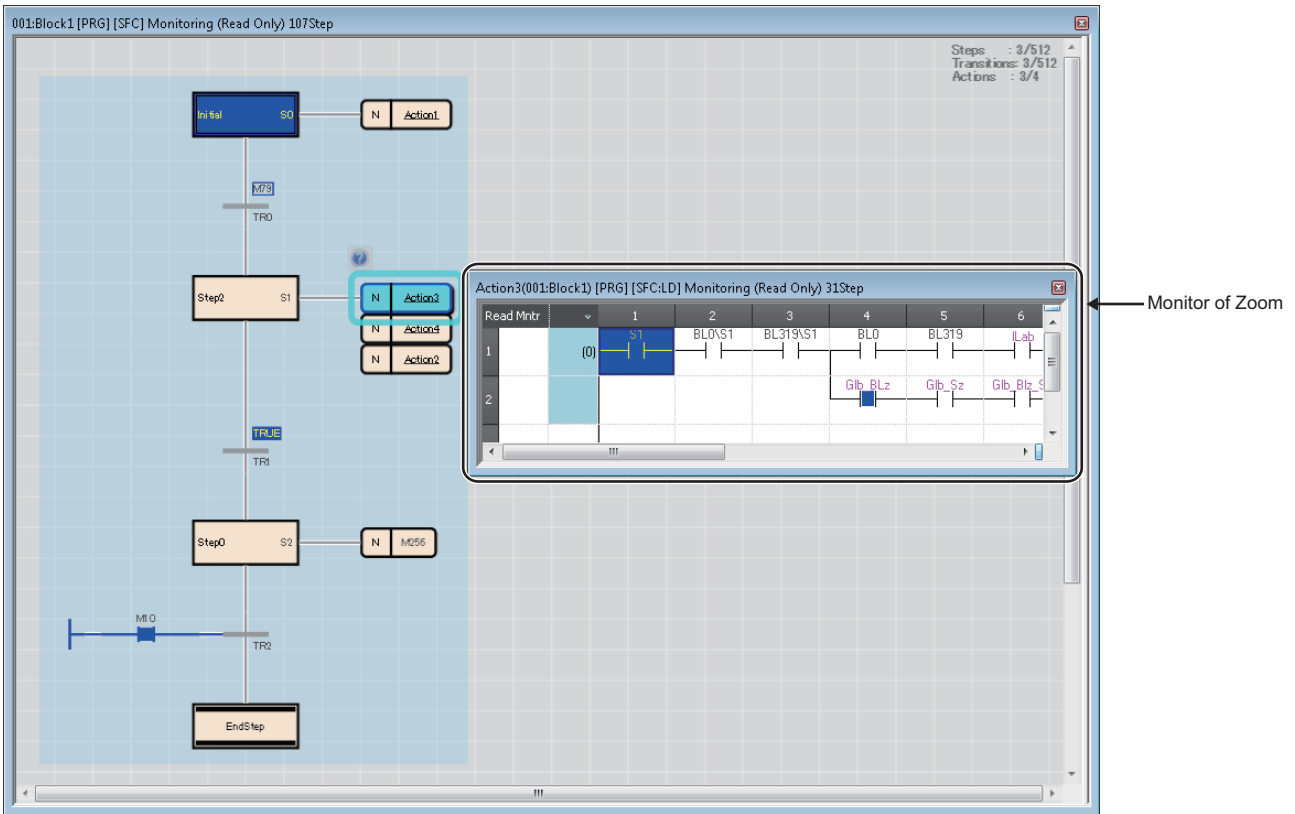 001:Block1 [PRG] [SFC] Monitoring (Read Only) 107Step
Steps : 3/512
Transitions: 3/512
Actions : 3/4
Initial S0
N Action1
M79
TR0
Step2 S1
N Action3
N Action4
N Action2
Action3(001:Block1) [PRG] [SFC:LD] Monitoring (Read Only) 31Step
Read Mntr 1 2 3 4 5 6
1 (0) S1 BL0\S1 BL319\S1 BL0 BL319 lLab
2 Glb_BLz Glb_Sz Glb_Blz_S
Monitor of Zoom
TRUE
TR1
Step0 S2
N M256
M10
TR2
EndStep